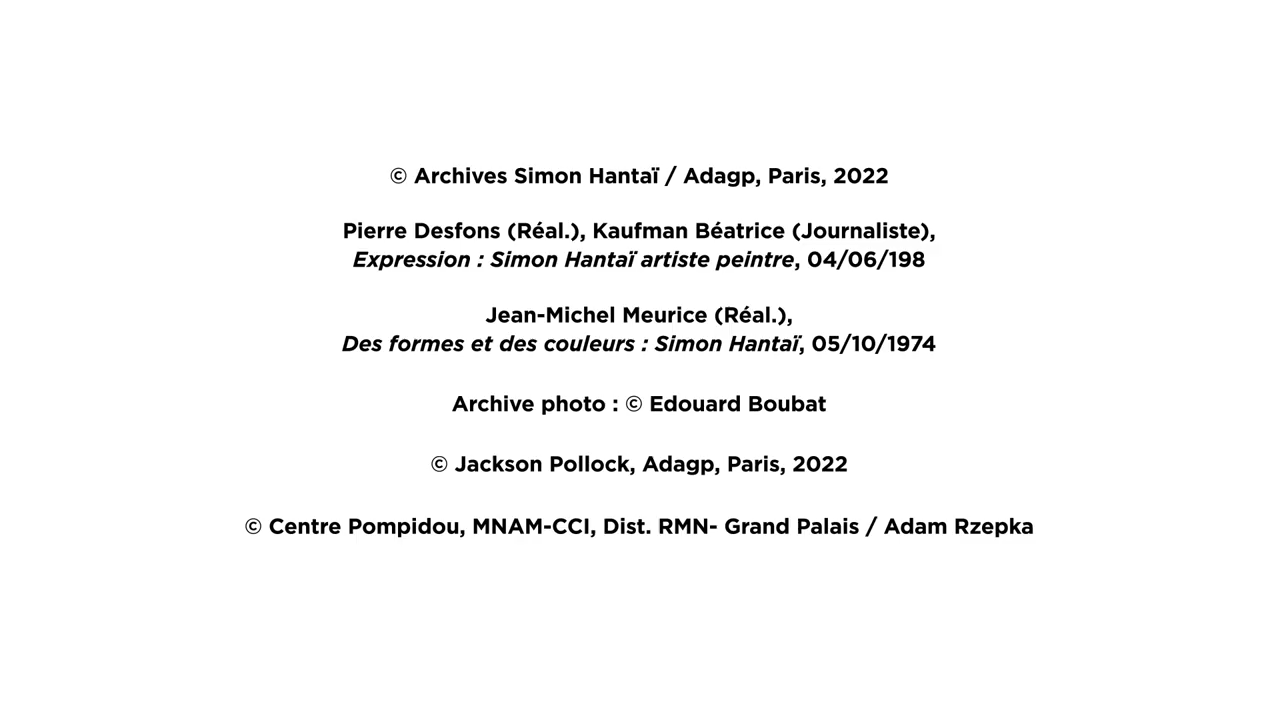 © Archives Simon Hantaï / Adagp, Paris, 2022
Pierre Desfons (Réal.), Kaufman Béatrice (Journaliste),
Expression : Simon Hantaï artiste peintre, 04/06/198
Jean-Michel Meurice (Réal.),
Des formes et des couleurs : Simon Hantaï, 05/10/1974
Archive photo : © Edouard Boubat
© Jackson Pollock, Adagp, Paris, 2022
© Centre Pompidou, MNAM-CCI, Dist. RMN- Grand Palais / Adam Rzepka